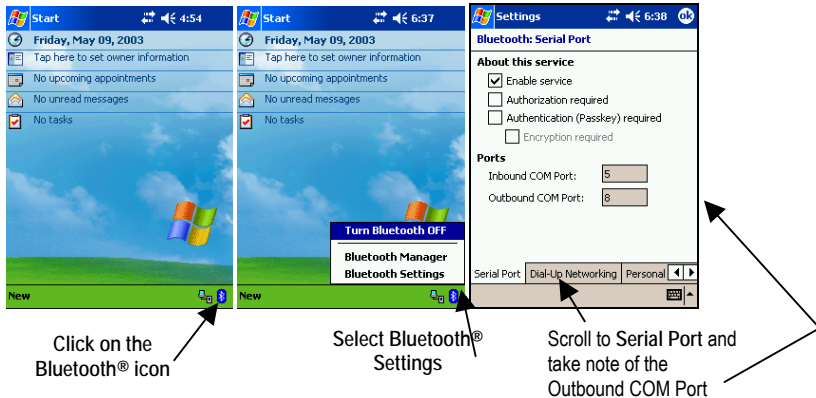 Start 4:54
Friday, May 09, 2003
Tap here to set owner information
No upcoming appointments
No unread messages
No tasks
New
Click on the
Bluetooth® icon
Start 6:37
Friday, May 09, 2003
Tap here to set owner information
No upcoming appointments
No unread messages
No tasks
Turn Bluetooth OFF
Bluetooth Manager
Bluetooth Settings
New
Select Bluetooth®
Settings
Settings 6:38 ok
Bluetooth: Serial Port
About this service
Enable service
Authorization required
Authentication (Passkey) required
Encryption required
Ports
Inbound COM Port: 5
Outbound COM Port: 8
Serial Port Dial-Up Networking Personal
Scroll to Serial Port and
take note of the
Outbound COM Port